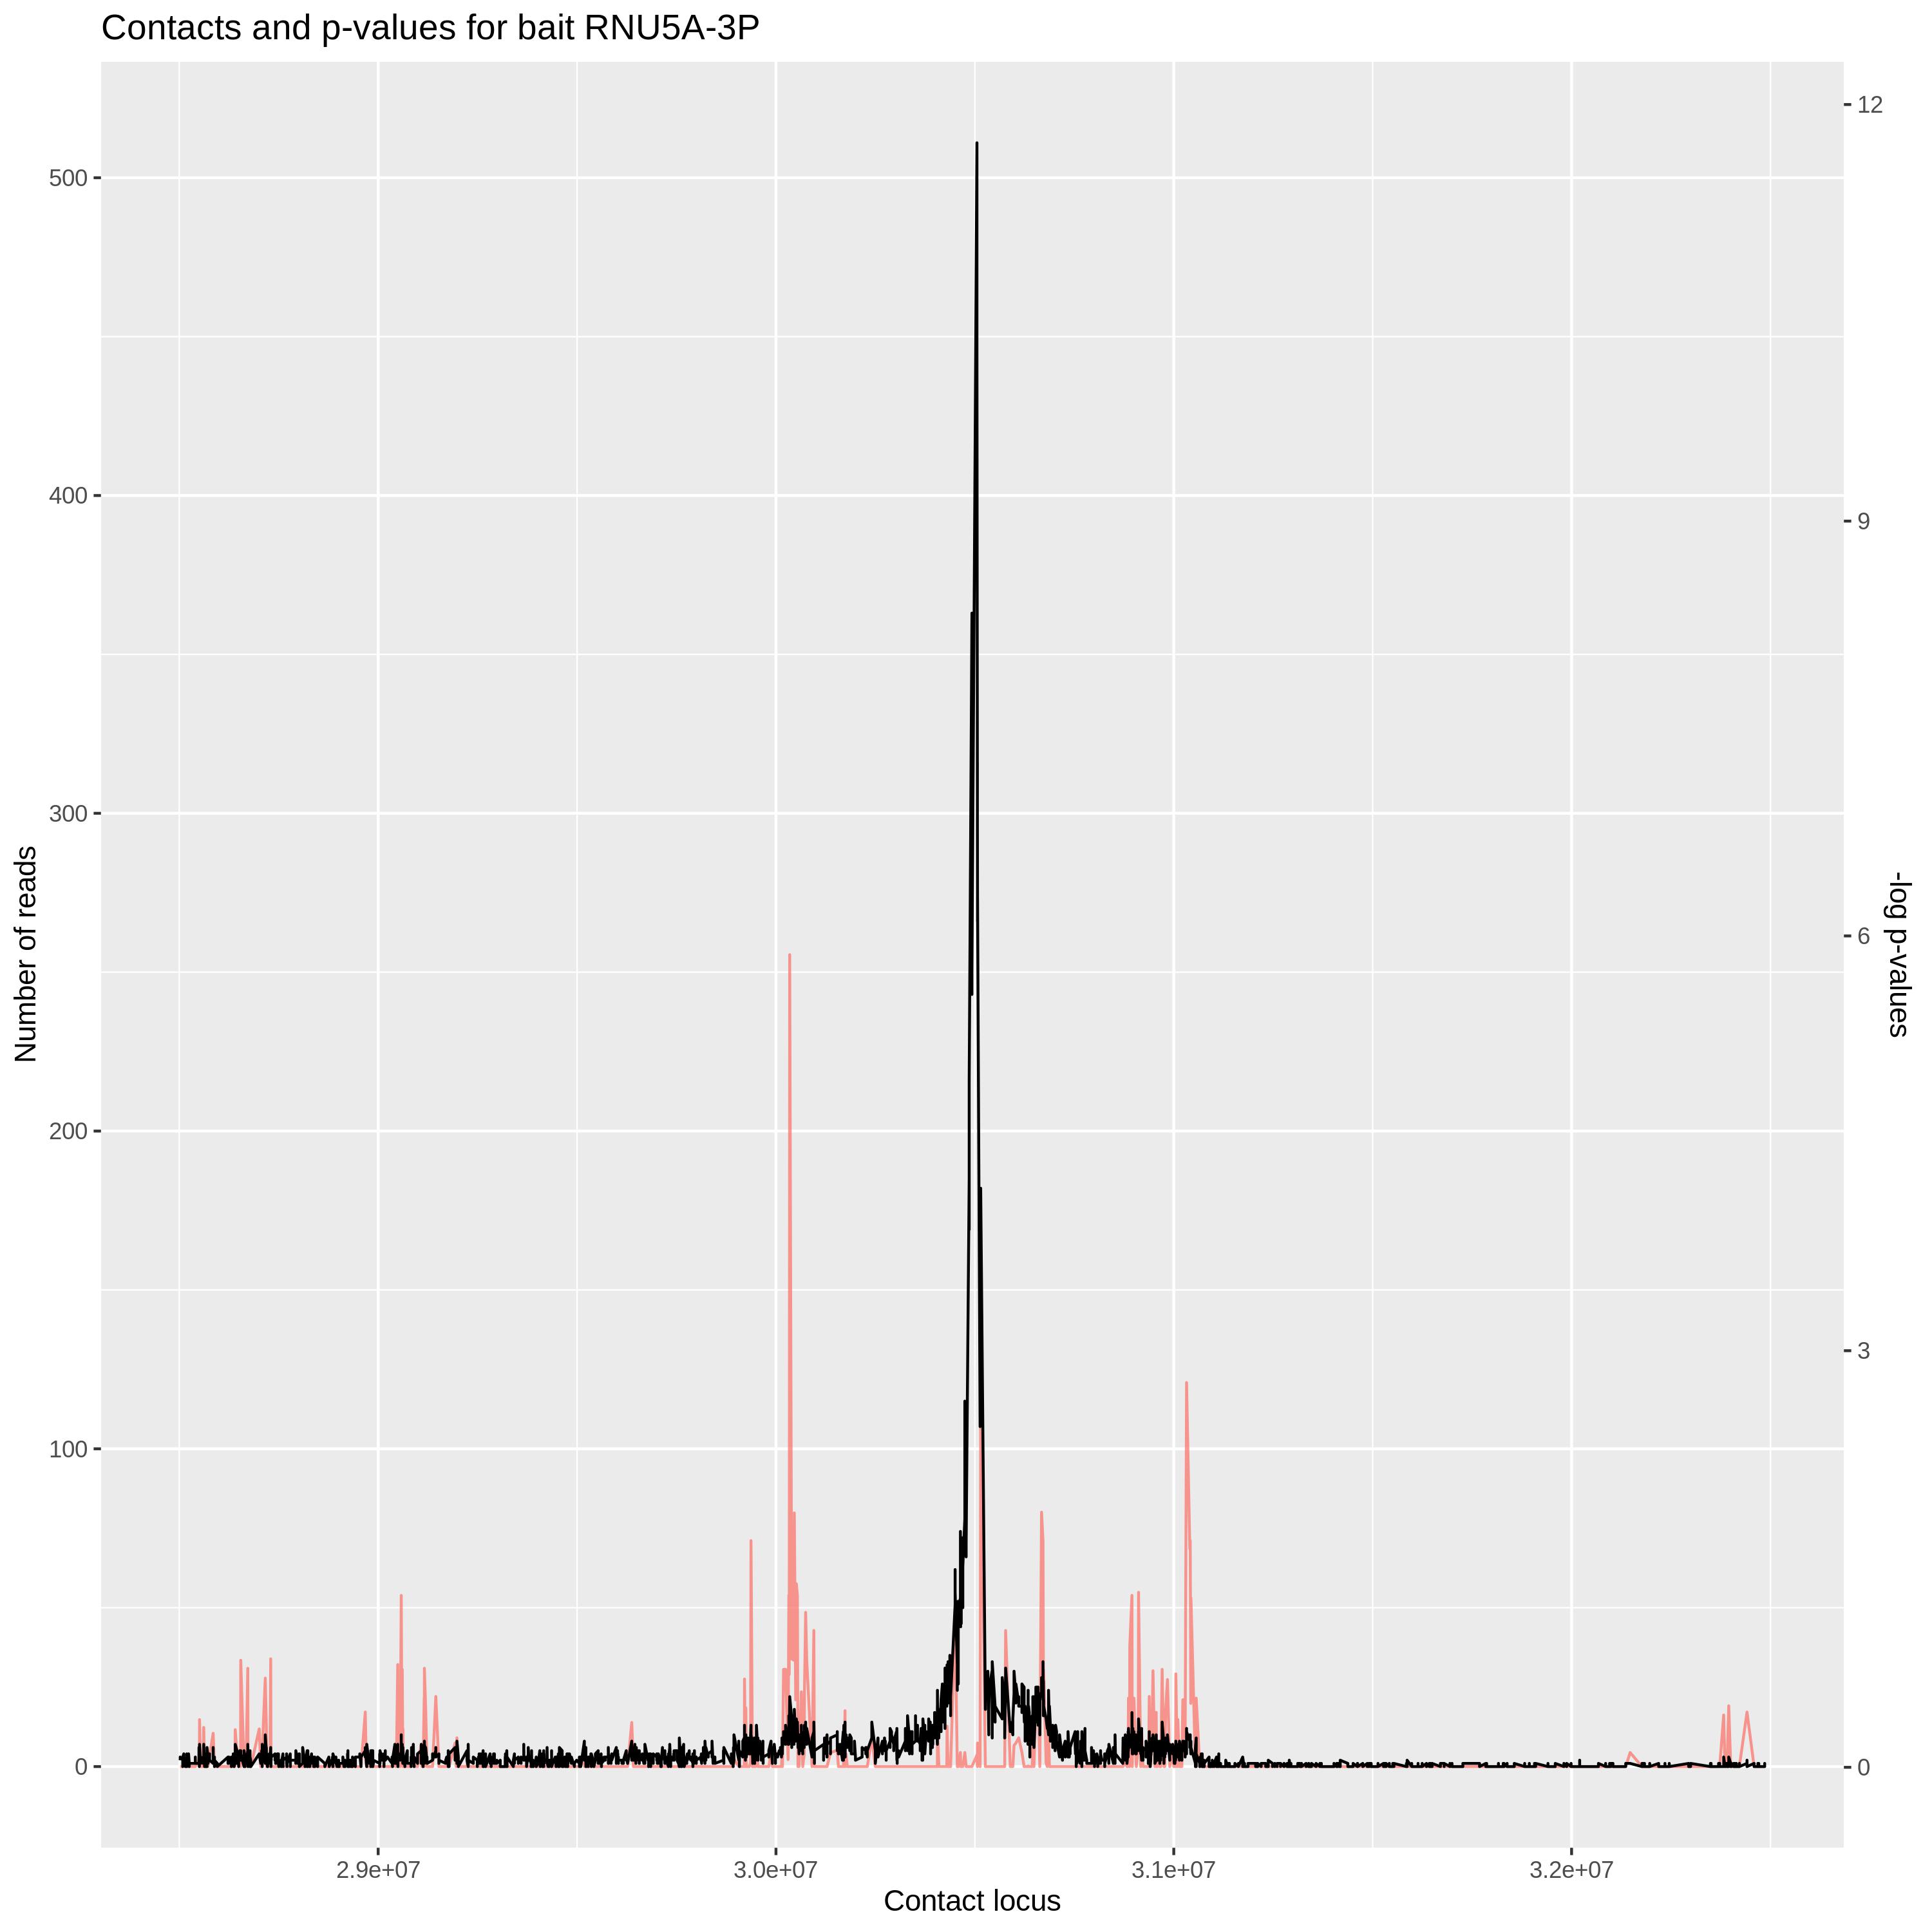 Contacts and p-values for bait RNU5A-3P
Number of reads
500
400
300
200
100
0
12
9
6
3
0
-log p-values
2.9e+07
3.0e+07
3.1e+07
3.2e+07
Contact locus